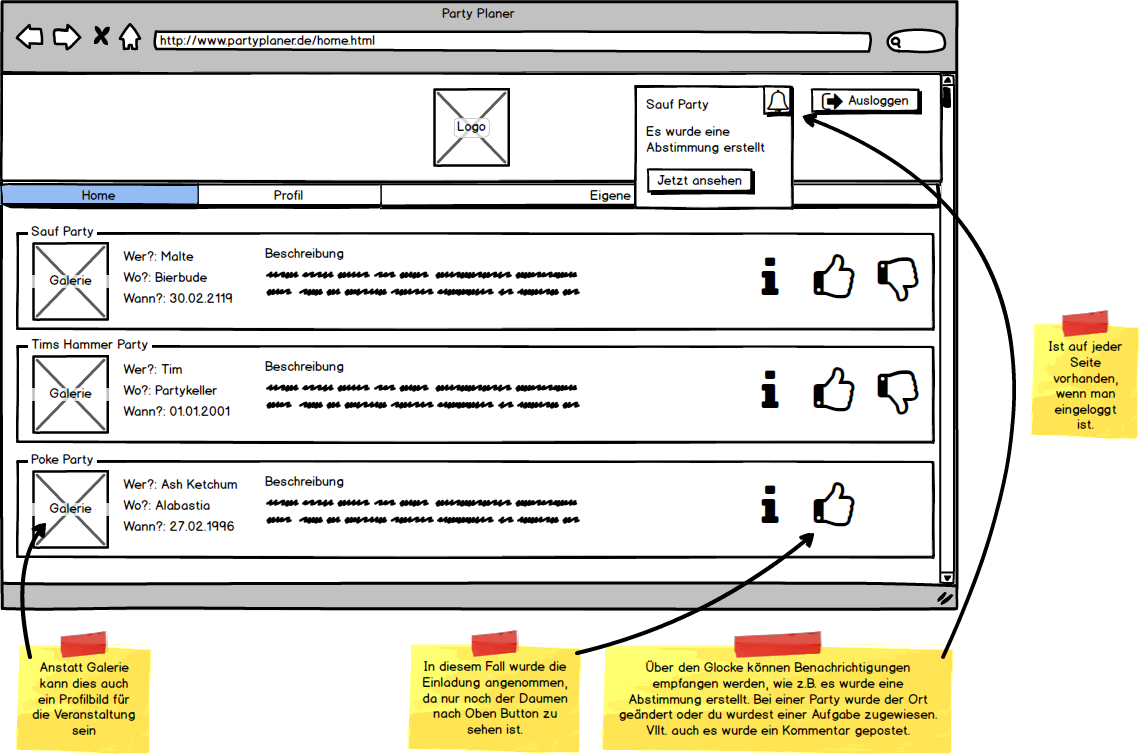 Party Planer
http://www.partyplaner.de/home.html
Logo
Sauf Party
Es wurde eine
Abstimmung erstellt
Jetzt ansehen
Ausloggen
Home
Profil
Eigene
Sauf Party
Galerie
Wer?: Malte
Wo?: Bierbude
Wann?: 30.02.2119
Beschreibung
Tims Hammer Party
Galerie
Wer?: Tim
Wo?: Partykeller
Wann?: 01.01.2001
Beschreibung
Poke Party
Galerie
Wer?: Ash Ketchum
Wo?: Alabastia
Wann?: 27.02.1996
Beschreibung
Ist auf jeder
Seite
vorhanden,
wenn man
eingeloggt
ist.
Anstatt Galerie
kann dies auch
ein Profilbild für
die Veranstaltung
sein
In diesem Fall wurde die
Einladung angenommen,
da nur noch der Daumen
nach Oben Button zu
sehen ist.
Über den Glocke können Benachrichtigungen
empfangen werden, wie z.B. es wurde eine
Abstimmung erstellt. Bei einer Party wurde der Ort
geändert oder du wurdest einer Aufgabe zugewiesen.
Vllt. auch es wurde ein Kommentar gepostet.